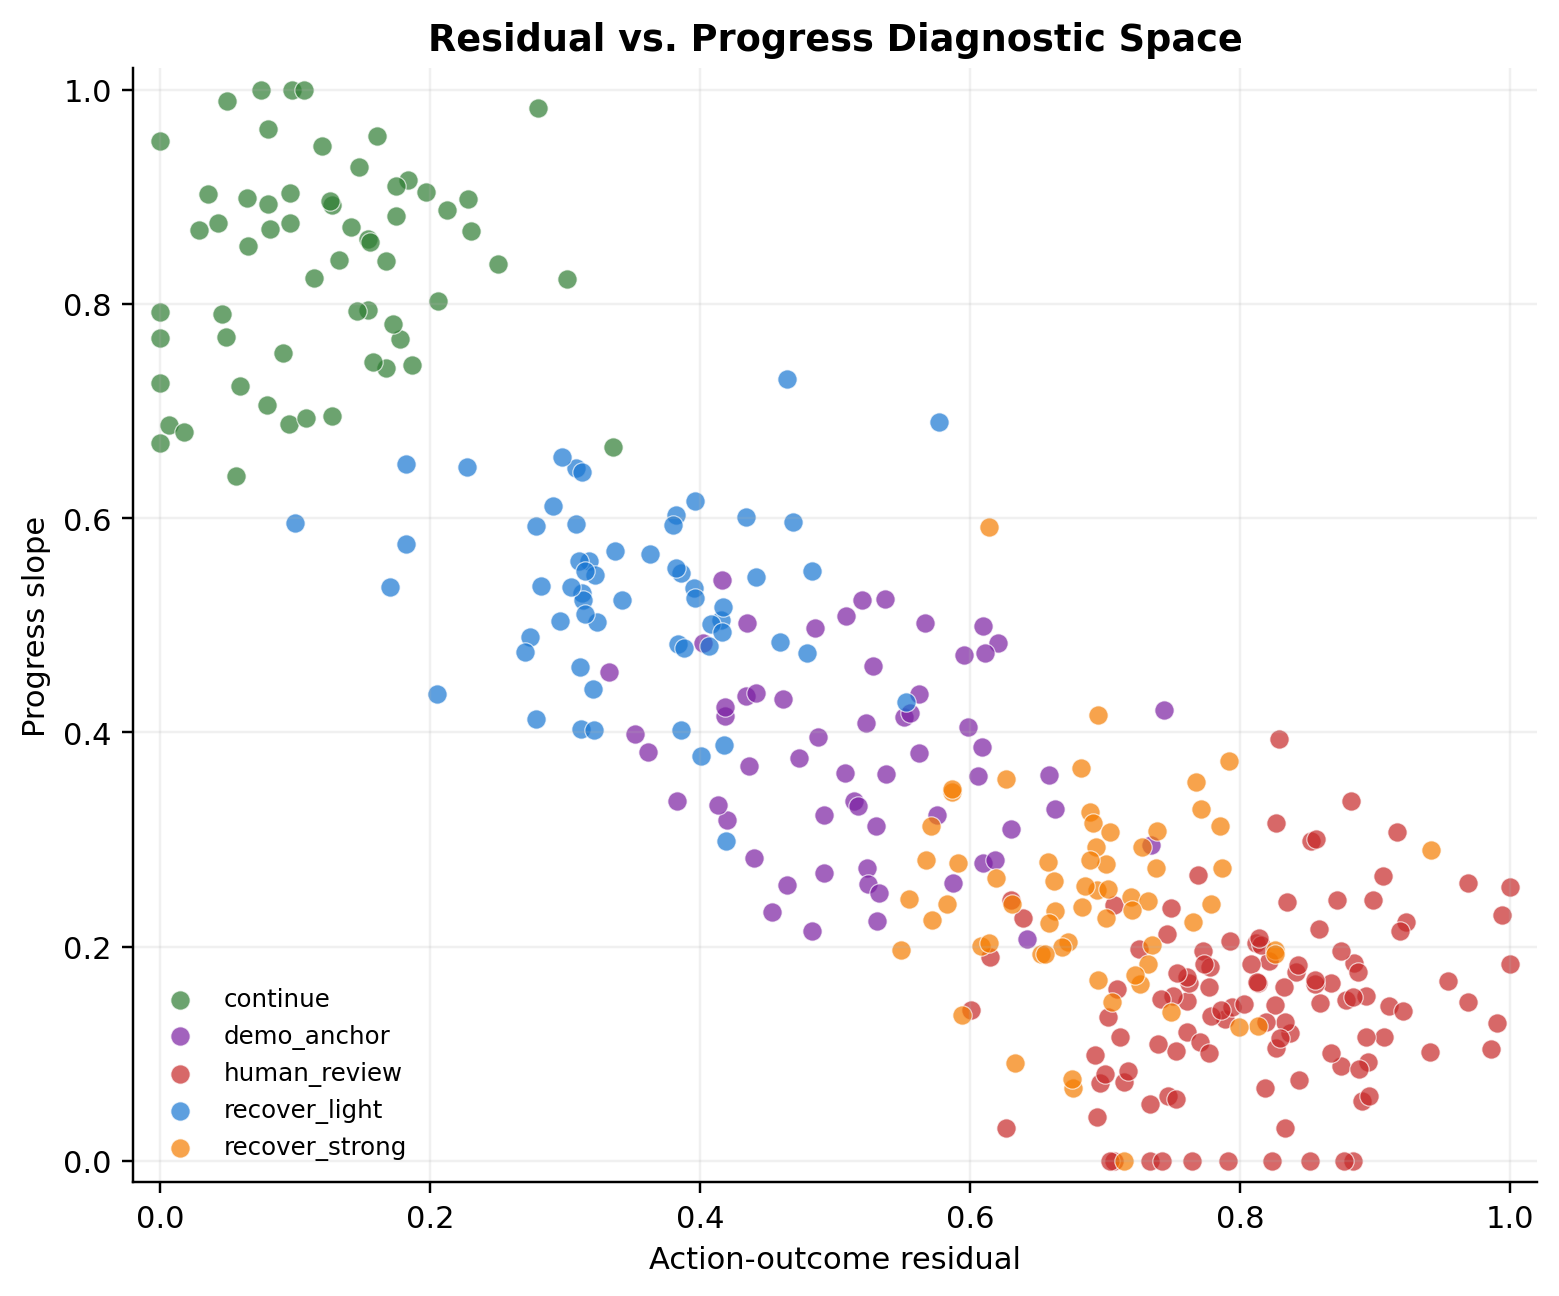 Residual vs. Progress Diagnostic Space
1.0
0.8
0.6
0.4
0.2
0.0
Progress slope
continue
demo_anchor
human_review
recover_light
recover_strong
0.0 0.2 0.4 0.6 0.8 1.0
Action-outcome residual